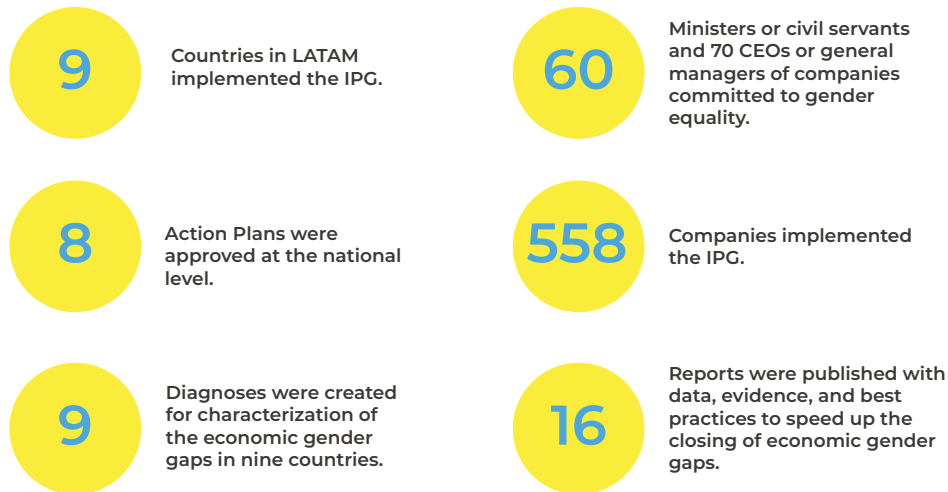 9
Countries in LATAM
implemented the IPG.
60
Ministers or civil servants
and 70 CEOs or general
managers of companies
committed to gender
equality.
8
Action Plans were
approved at the national
level.
558
Companies implemented
the IPG.
9
Diagnoses were created
for characterization of
the economic gender
gaps in nine countries.
16
Reports were published with
data, evidence, and best
practices to speed up the
closing of economic gender
gaps.